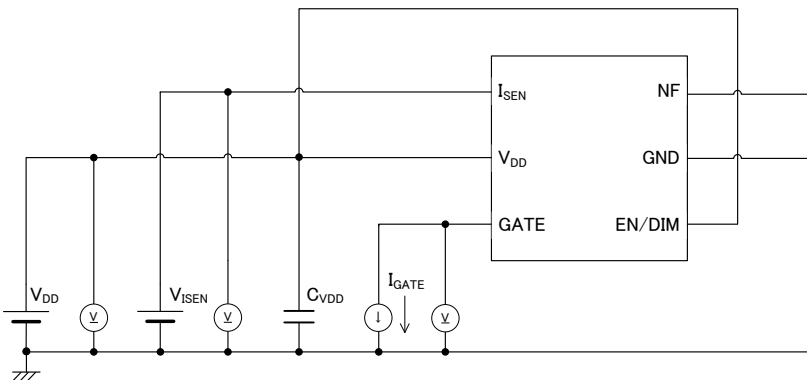 I_SEN NF
V_DD GND
GATE EN/DIM
I_GATE
V_DD V_ISEN C_VDD
V V V